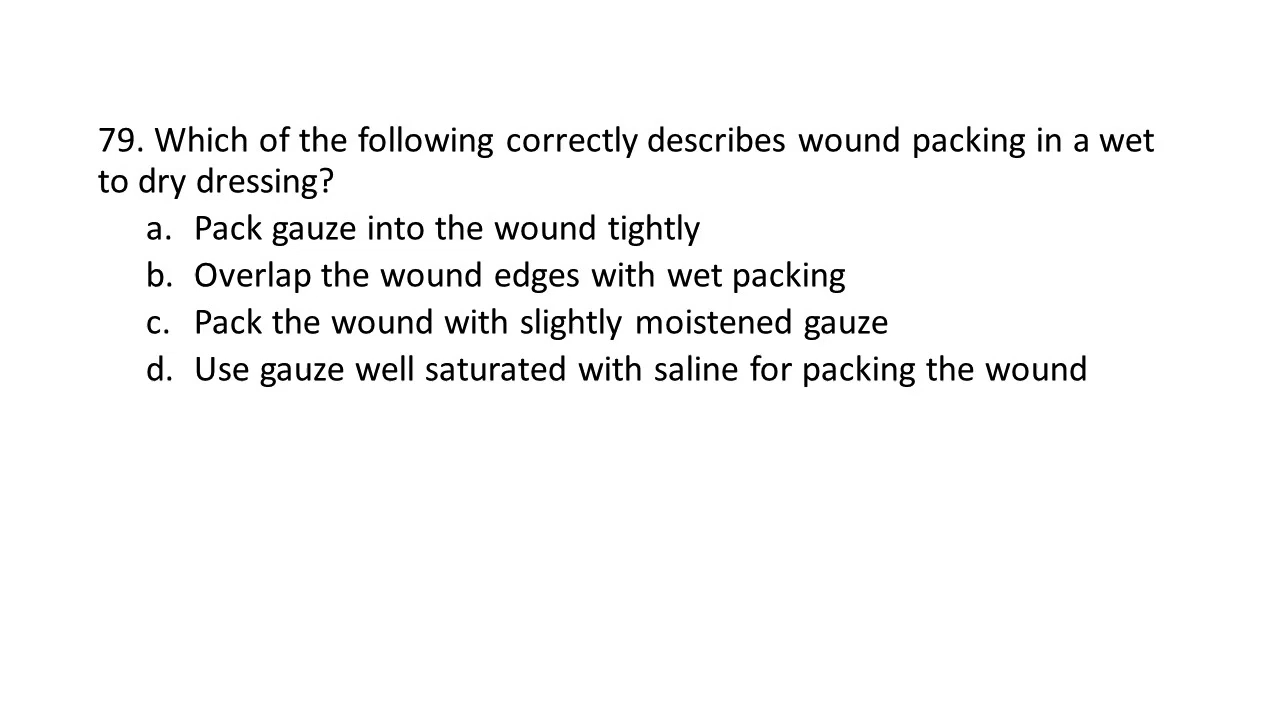 79. Which of the following correctly describes wound packing in a wet
to dry dressing?
a. Pack gauze into the wound tightly
b. Overlap the wound edges with wet packing
c. Pack the wound with slightly moistened gauze
d. Use gauze well saturated with saline for packing the wound